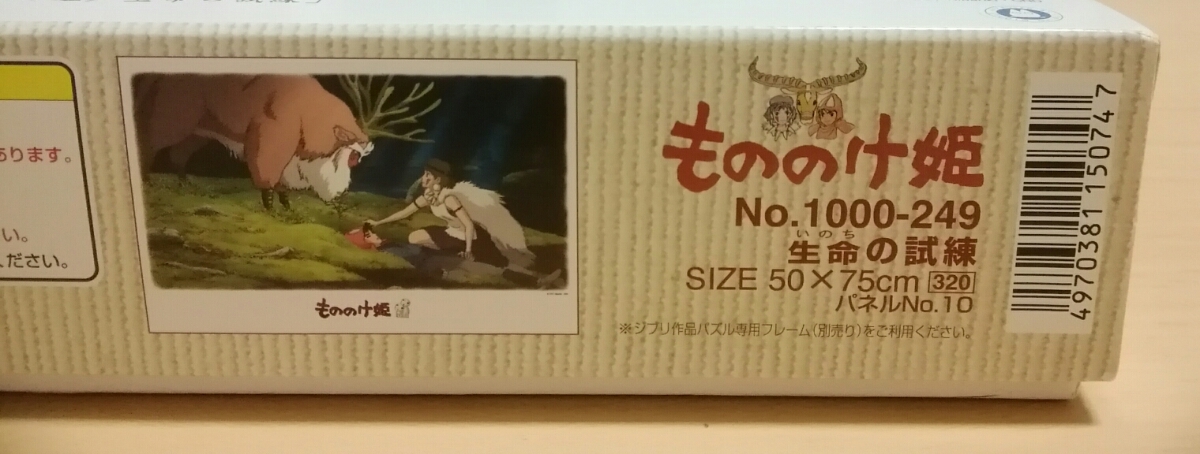 あります。
い。
ください。
もののけ姫
もののけ姫
No.1000-249
いのち
生命の試練
SIZE 50×75cm 320
パネルNo.10
※ジブリ作品パズル専用フレーム(別売り)をご利用ください。
4970381150747